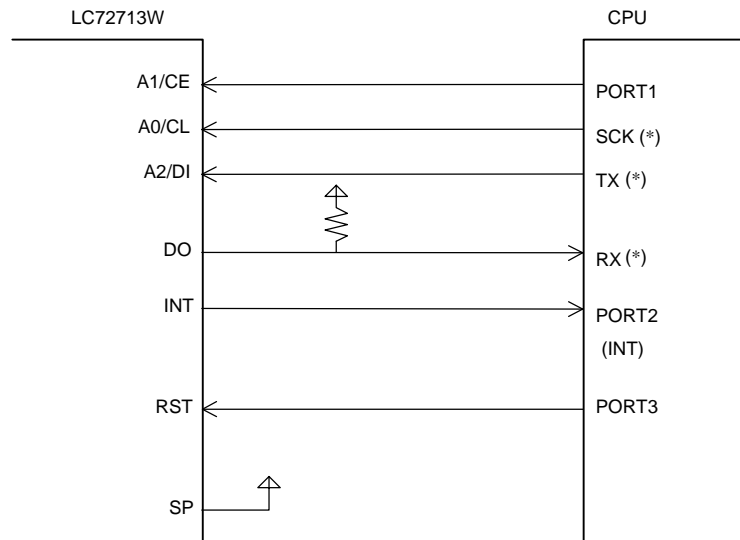 LC72713W CPU
A1/CE PORT1
A0/CL SCK (*)
A2/DI TX (*)
DO RX (*)
INT PORT2
(INT)
RST PORT3
SP